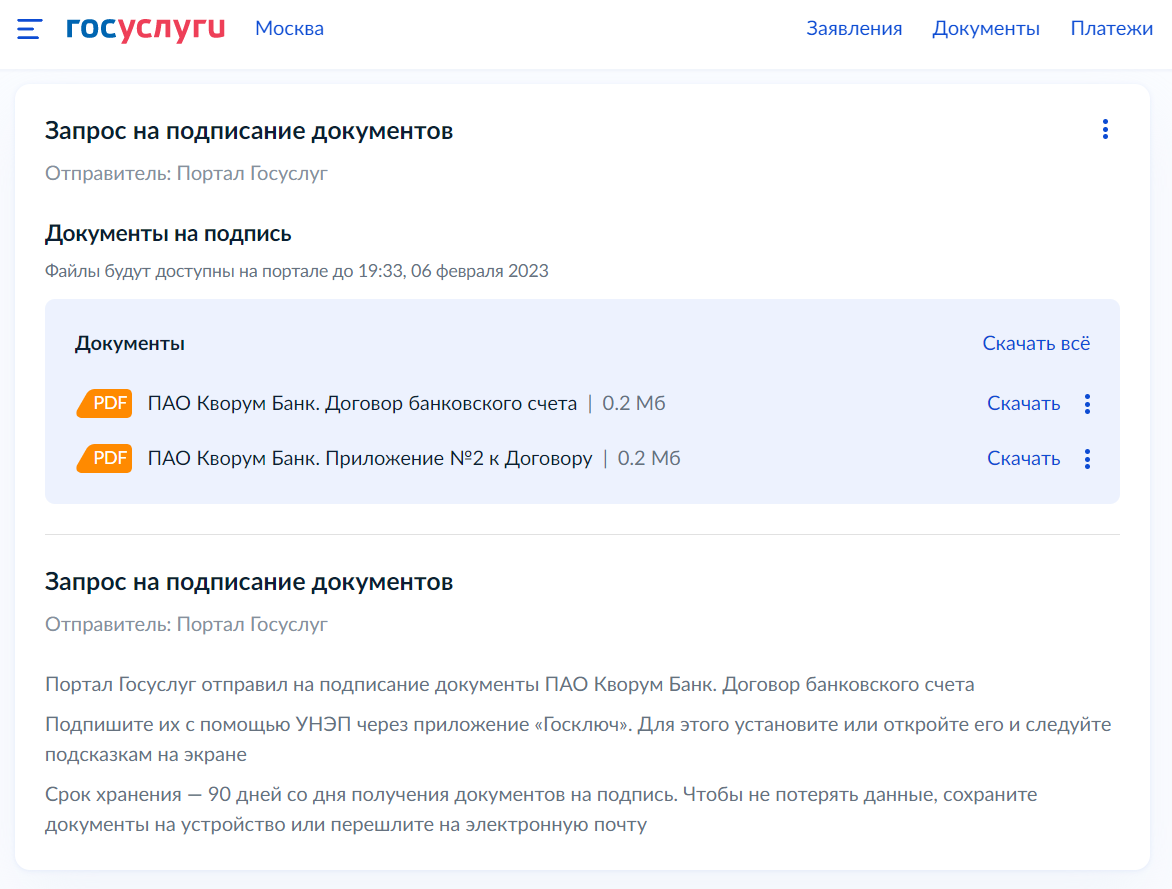 госуслуги Москва Заявления Документы Платежи
Запрос на подписание документов
Отправитель: Портал Госуслуг
Документы на подпись
Файлы будут доступны на портале до 19:33, 06 февраля 2023
Документы Скачать всё
PDF ПАО Кворум Банк. Договор банковского счета | 0.2 Мб Скачать
PDF ПАО Кворум Банк. Приложение №2 к Договору | 0.2 Мб Скачать
Запрос на подписание документов
Отправитель: Портал Госуслуг
Портал Госуслуг отправил на подписание документы ПАО Кворум Банк. Договор банковского счета
Подпишите их с помощью УНЭП через приложение «Госключ». Для этого установите или откройте его и следуйте
подсказкам на экране
Срок хранения — 90 дней со дня получения документов на подпись. Чтобы не потерять данные, сохраните
документы на устройство или перешлите на электронную почту